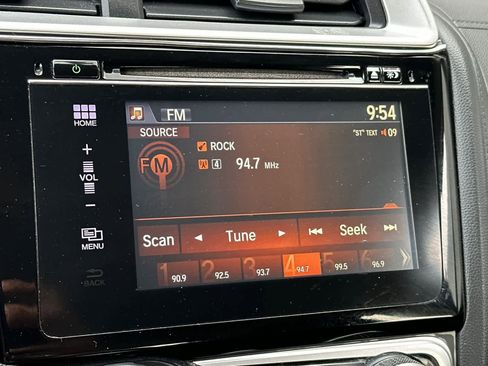 FM 9:54
HOME
SOURCE "ST" TEXT 09
ROCK
+
FM 4 94.7 MHz
VOL
−
MENU
Scan Tune Seek
BACK
1 90.9 2 92.5 3 93.7 4 94.7 5 99.5 6 96.9